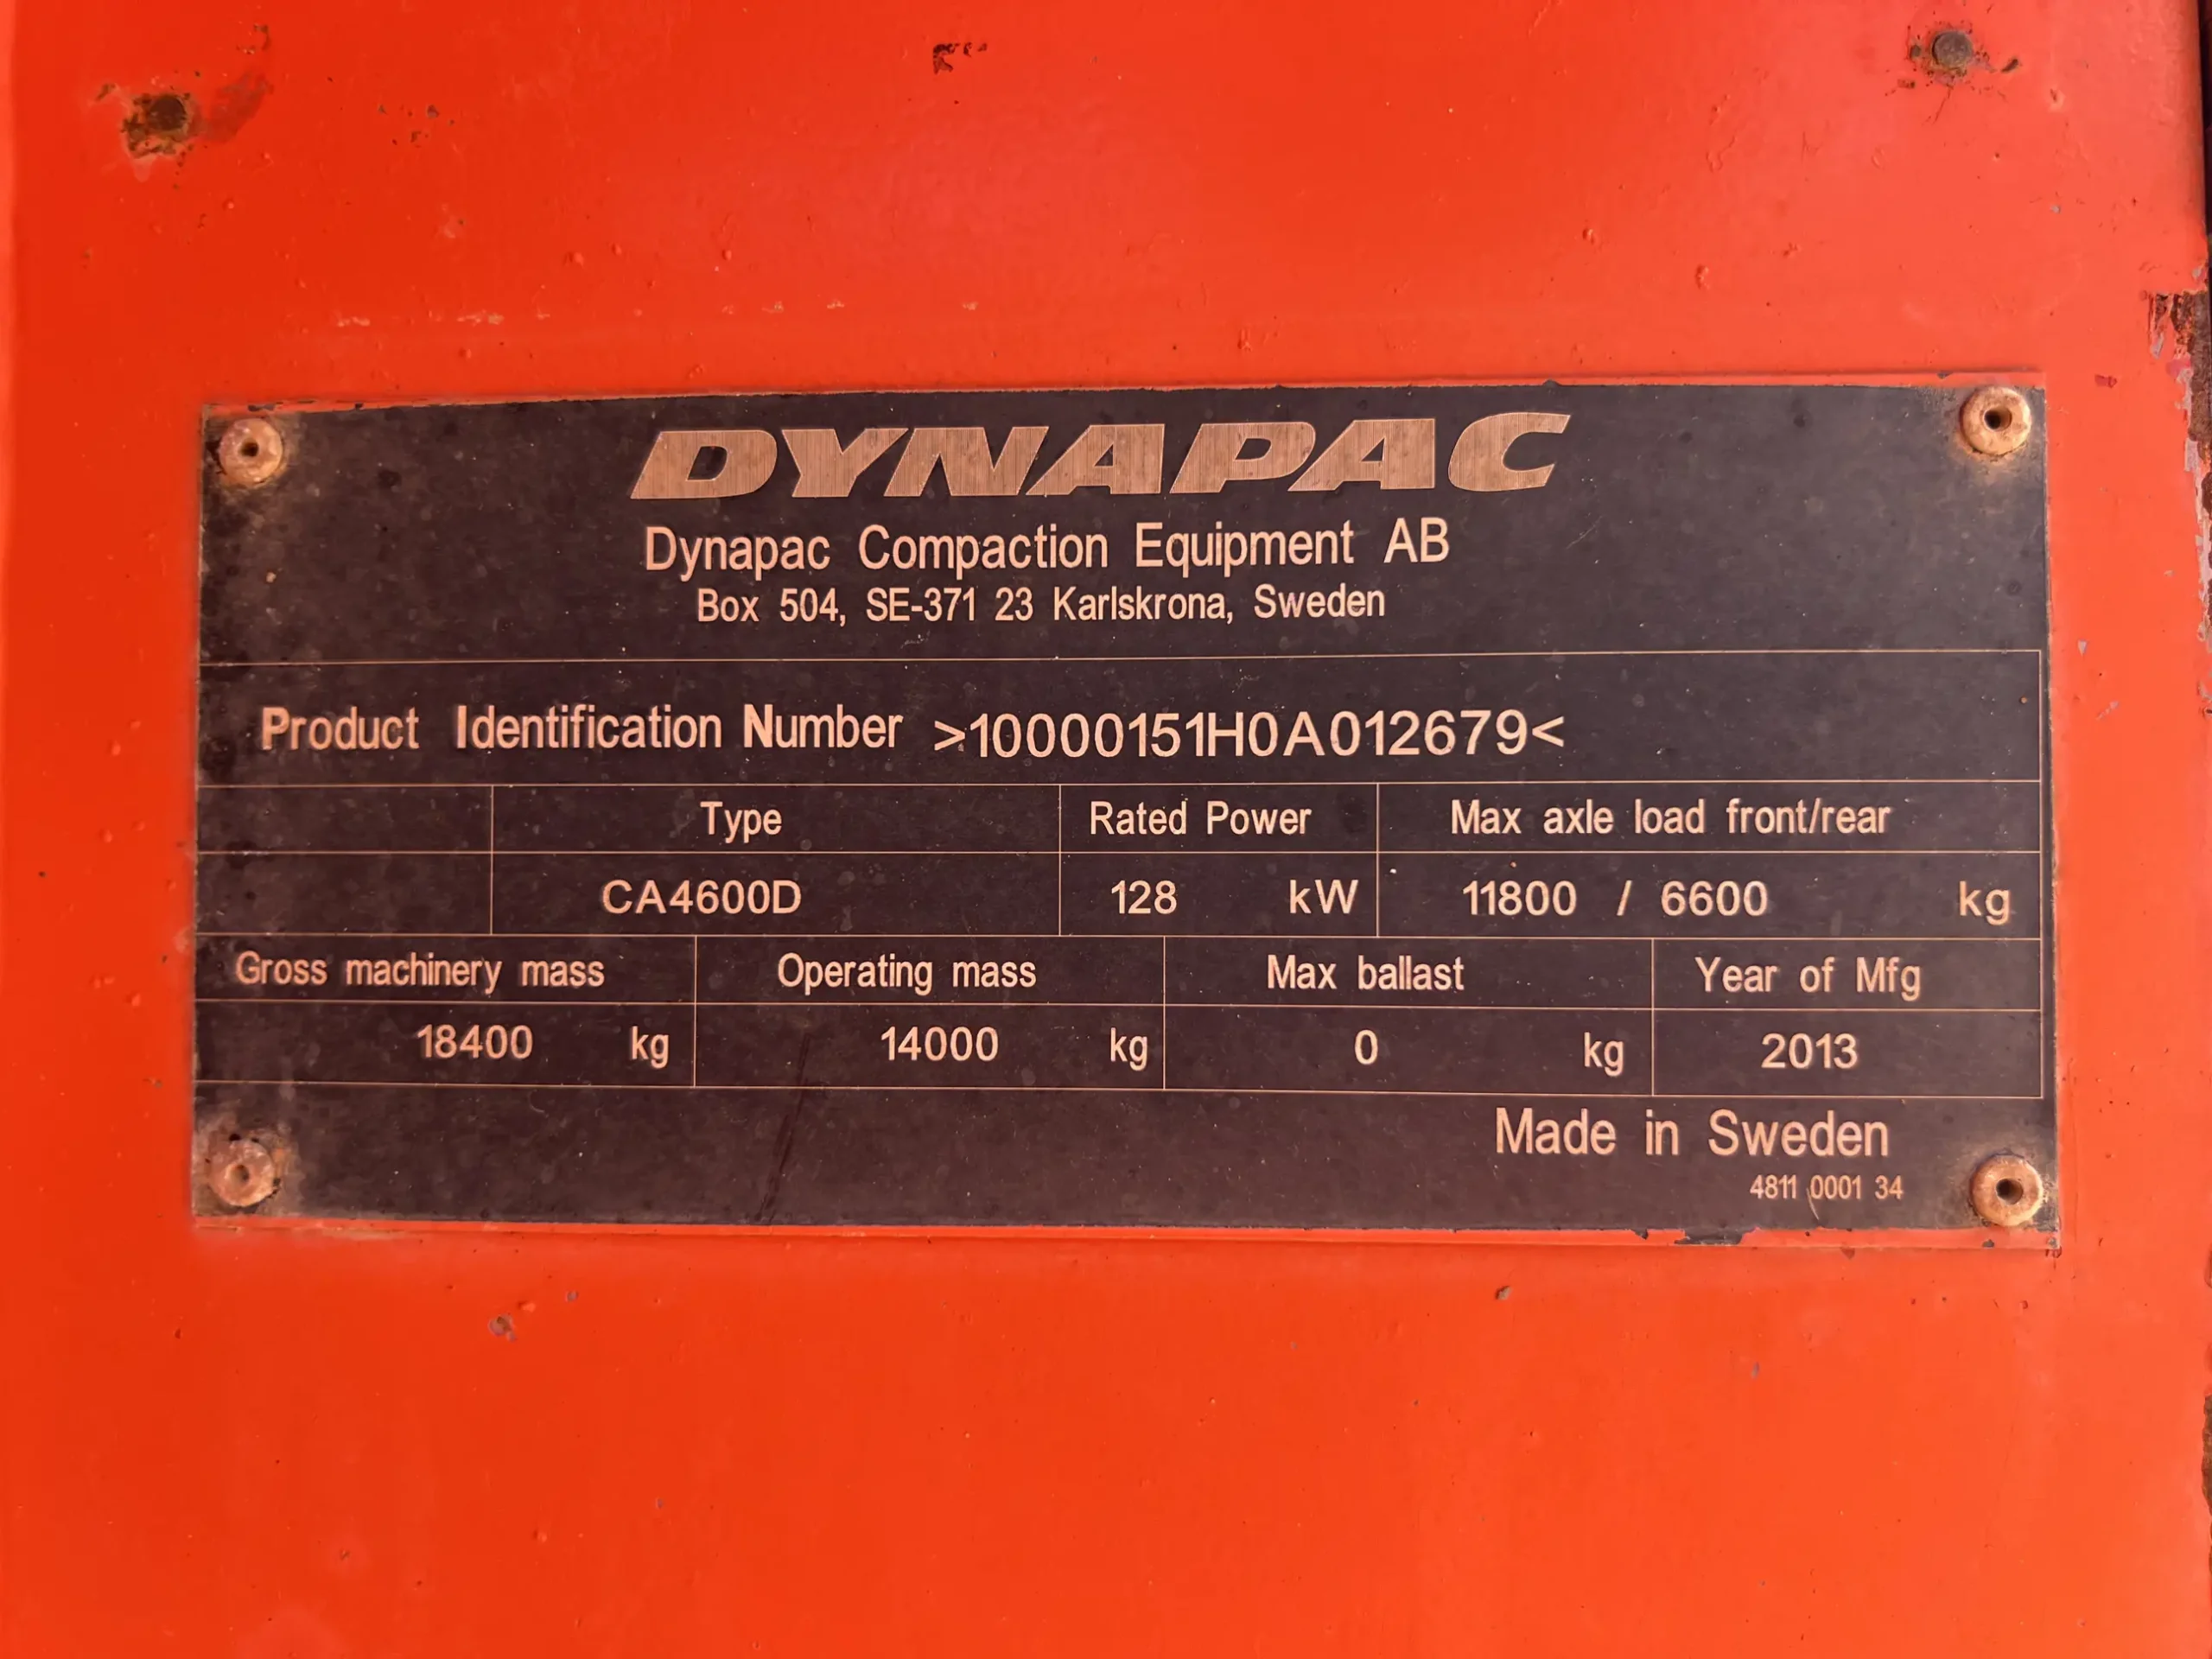 DYNAPAC
Dynapac Compaction Equipment AB
Box 504, SE-371 23 Karlskrona, Sweden
Product Identification Number >10000151H0A012679<
Type Rated Power Max axle load front/rear
CA4600D 128 kW 11800 / 6600 kg
Gross machinery mass Operating mass Max ballast Year of Mfg
18400 kg 14000 kg 0 kg 2013
Made in Sweden
4811 0001 34